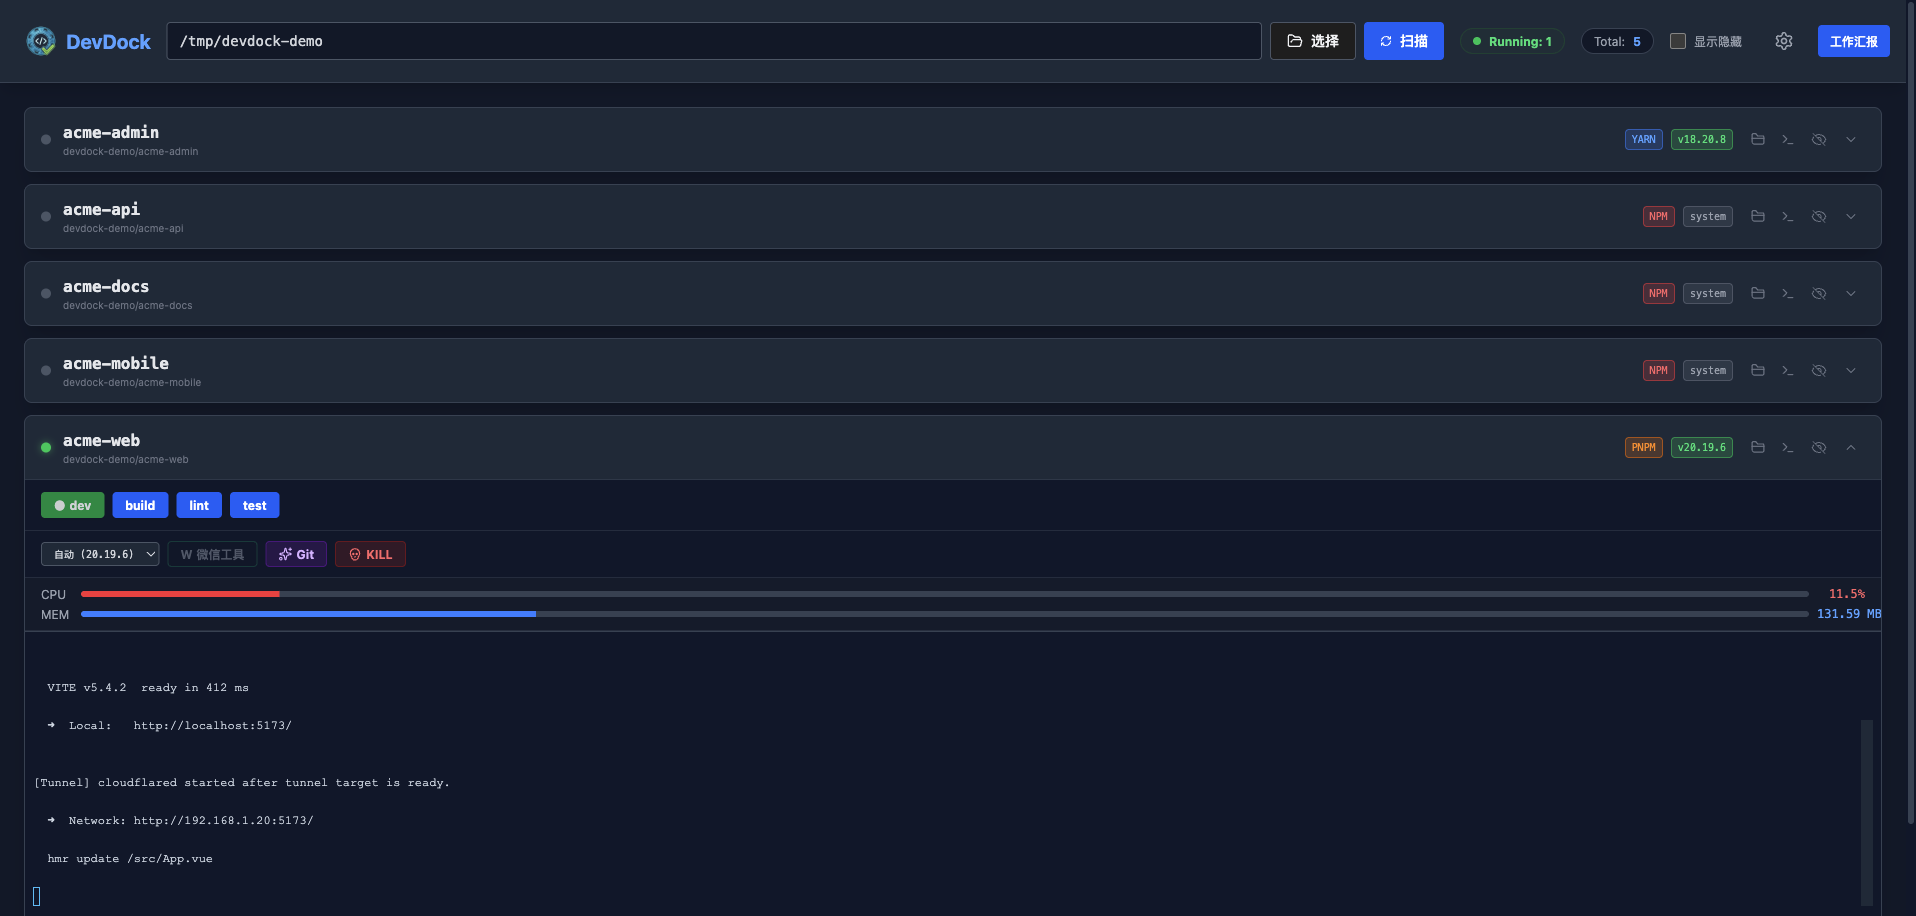 DevDock /tmp/devdock-demo 选择 扫描 Running: 1 Total: 5 显示隐藏 工作汇报
acme-admin
devdock-demo/acme-admin
YARN v18.20.8
acme-api
devdock-demo/acme-api
NPM system
acme-docs
devdock-demo/acme-docs
NPM system
acme-mobile
devdock-demo/acme-mobile
NPM system
acme-web
devdock-demo/acme-web
PNPM v20.19.6
dev build lint test
自动 (20.19.6) W 微信工具 Git KILL
CPU 11.5%
MEM 131.59 MB
VITE v5.4.2 ready in 412 ms
➜ Local: http://localhost:5173/
[Tunnel] cloudflared started after tunnel target is ready.
➜ Network: http://192.168.1.20:5173/
hmr update /src/App.vue